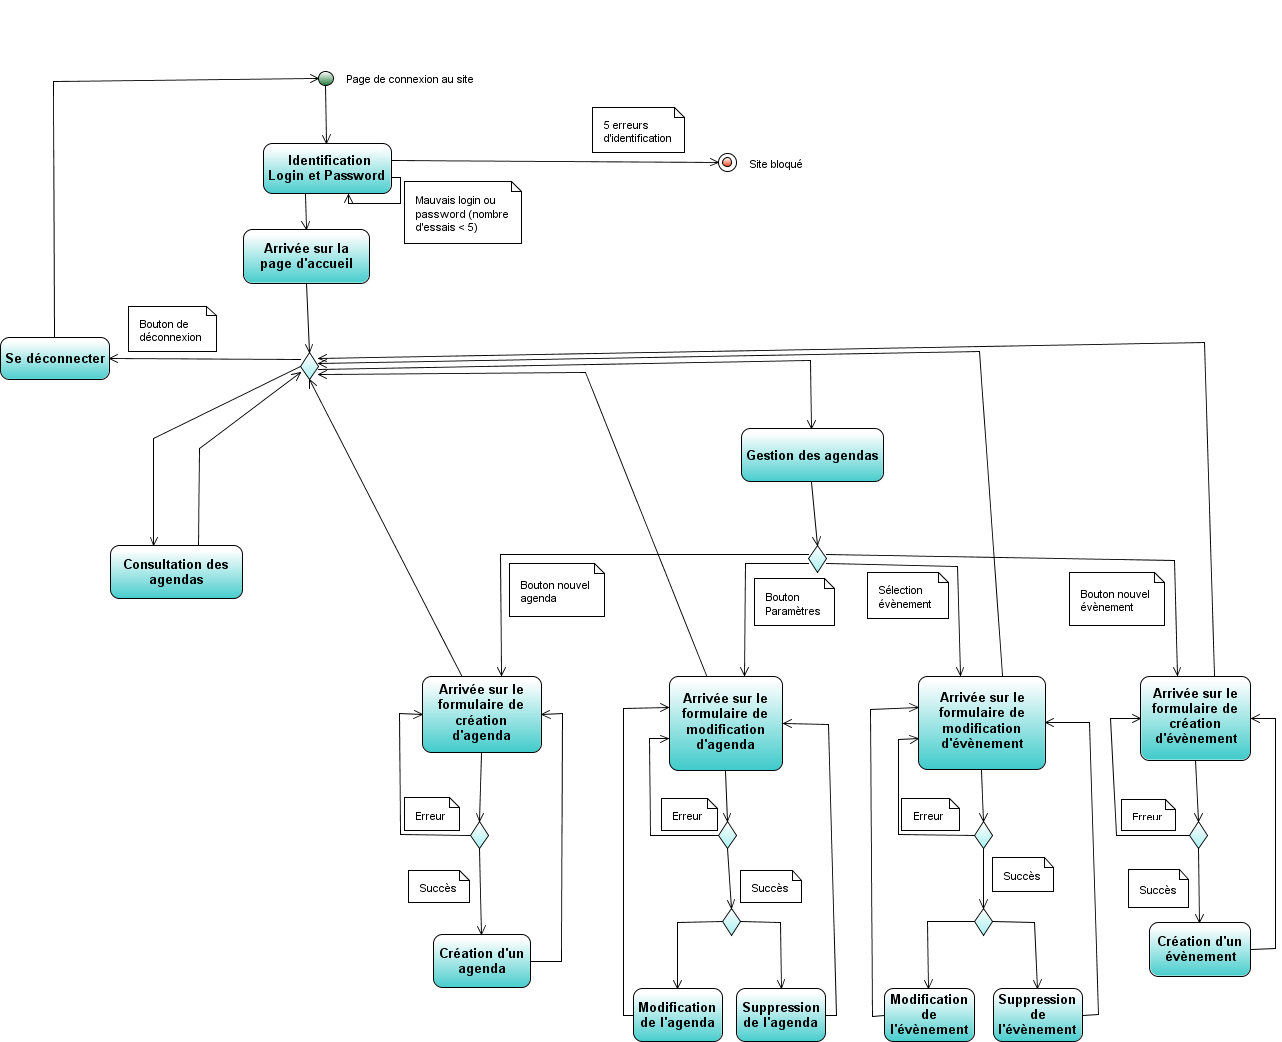 Page de connexion au site
5 erreurs
d'identification
Identification
Login et Password
Site bloqué
Mauvais login ou
password (nombre
d'essais < 5)
Arrivée sur la
page d'accueil
Bouton de
déconnexion
Se déconnecter
Gestion des agendas
Consultation des
agendas
Bouton nouvel
agenda
Bouton
Paramètres
Sélection
évènement
Bouton nouvel
évènement
Arrivée sur le
formulaire de
création
d'agenda
Arrivée sur le
formulaire de
modification
d'agenda
Arrivée sur le
formulaire de
modification
d'évènement
Arrivée sur le
formulaire de
création
d'évènement
Erreur
Erreur
Erreur
Erreur
Succès
Succès
Succès
Succès
Création d'un
agenda
Création d'un
évènement
Modification
de l'agenda
Suppression
de l'agenda
Modification
de
l'évènement
Suppression
de
l'évènement